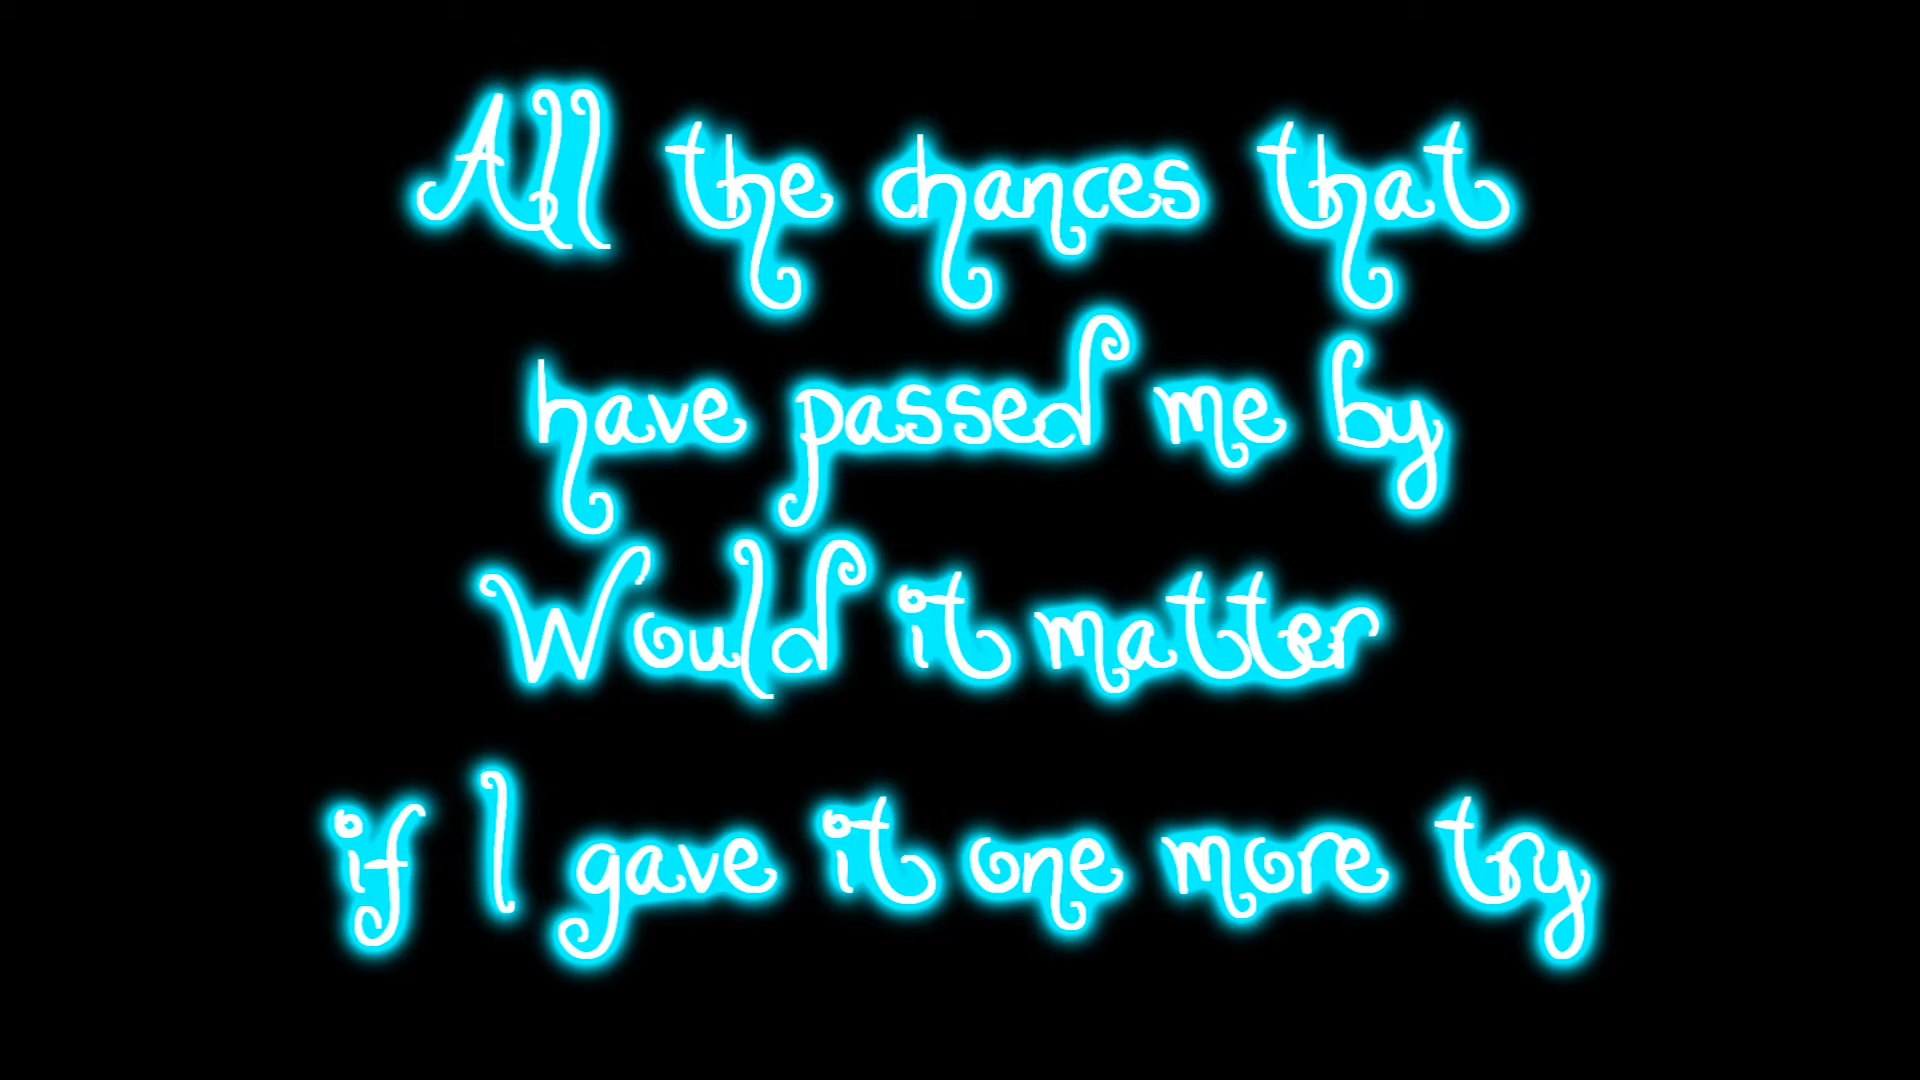 All the chances that
have passed me by
Would it matter
if I gave it one more try